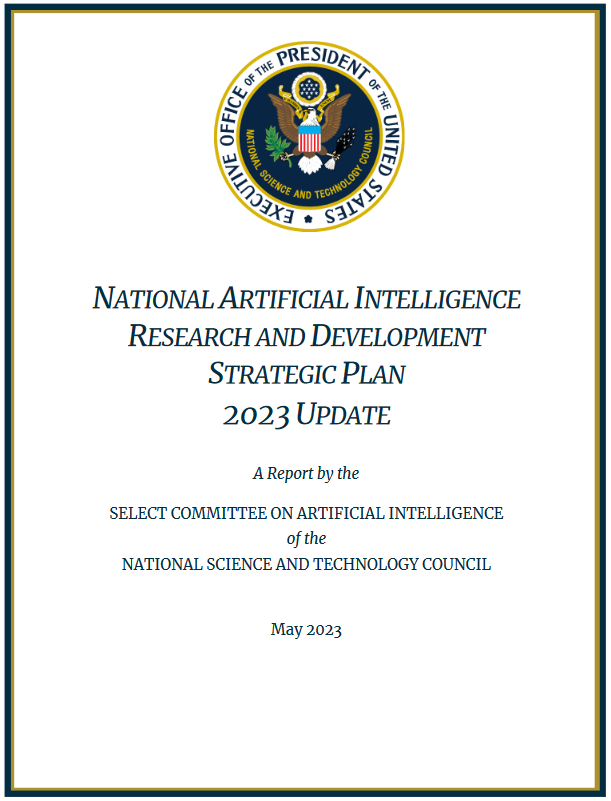 EXECUTIVE OFFICE OF THE PRESIDENT OF THE UNITED STATES
NATIONAL SCIENCE AND TECHNOLOGY COUNCIL
NATIONAL ARTIFICIAL INTELLIGENCE
RESEARCH AND DEVELOPMENT
STRATEGIC PLAN
2023 UPDATE
A Report by the
SELECT COMMITTEE ON ARTIFICIAL INTELLIGENCE
of the
NATIONAL SCIENCE AND TECHNOLOGY COUNCIL
May 2023